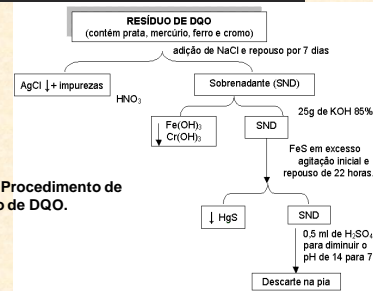 RESÍDUO DE DQO
(contém prata, mercúrio, ferro e cromo)
adição de NaCl e repouso por 7 dias
AgCl ↓ + impurezas
Sobrenadante (SND)
HNO3
25g de KOH 85%
Fe(OH)3
Cr(OH)3
SND
FeS em excesso
agitação inicial e
repouso de 22 horas.
Procedimento de
o de DQO.
↓ HgS
SND
0,5 ml de H2SO4
para diminuir o
pH de 14 para 7
Descarte na pia